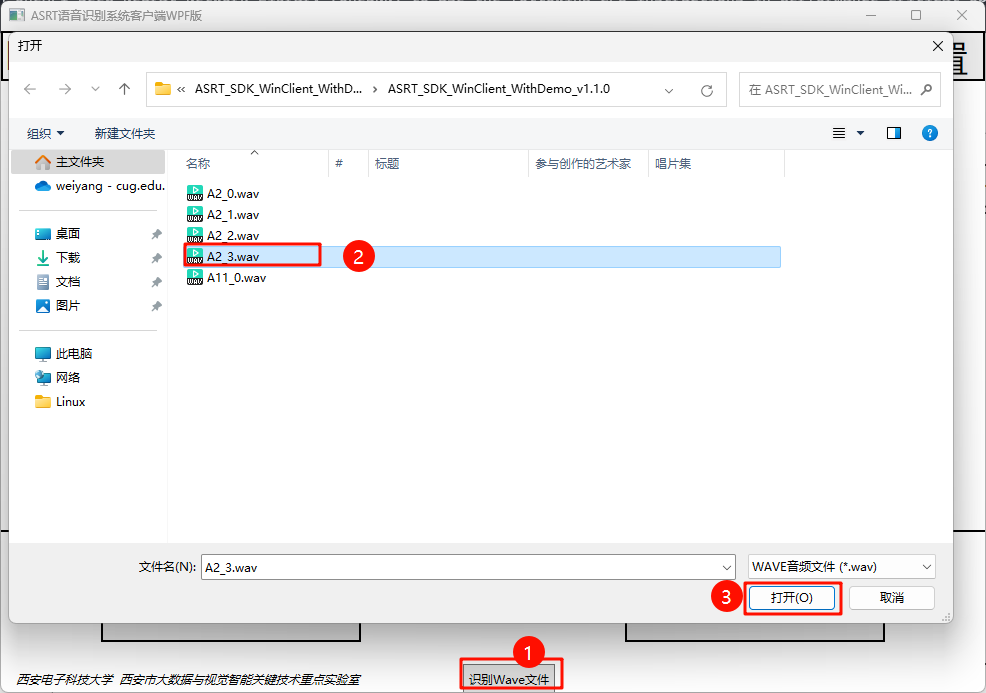 ASRT语音识别系统客户端WPF版
置
打开
« ASRT_SDK_WinClient_WithD... › ASRT_SDK_WinClient_WithDemo_v1.1.0
在 ASRT_SDK_WinClient_Wi...
组织 新建文件夹
主文件夹
weiyang - cug.edu.
桌面
下载
文档
图片
此电脑
网络
Linux
名称 # 标题 参与创作的艺术家 唱片集
A2_0.wav
A2_1.wav
A2_2.wav
A2_3.wav 2
A11_0.wav
文件名(N): A2_3.wav WAVE音频文件 (*.wav)
3 打开(O) 取消
1
西安电子科技大学 西安市大数据与视觉智能关键技术重点实验室 识别Wave文件